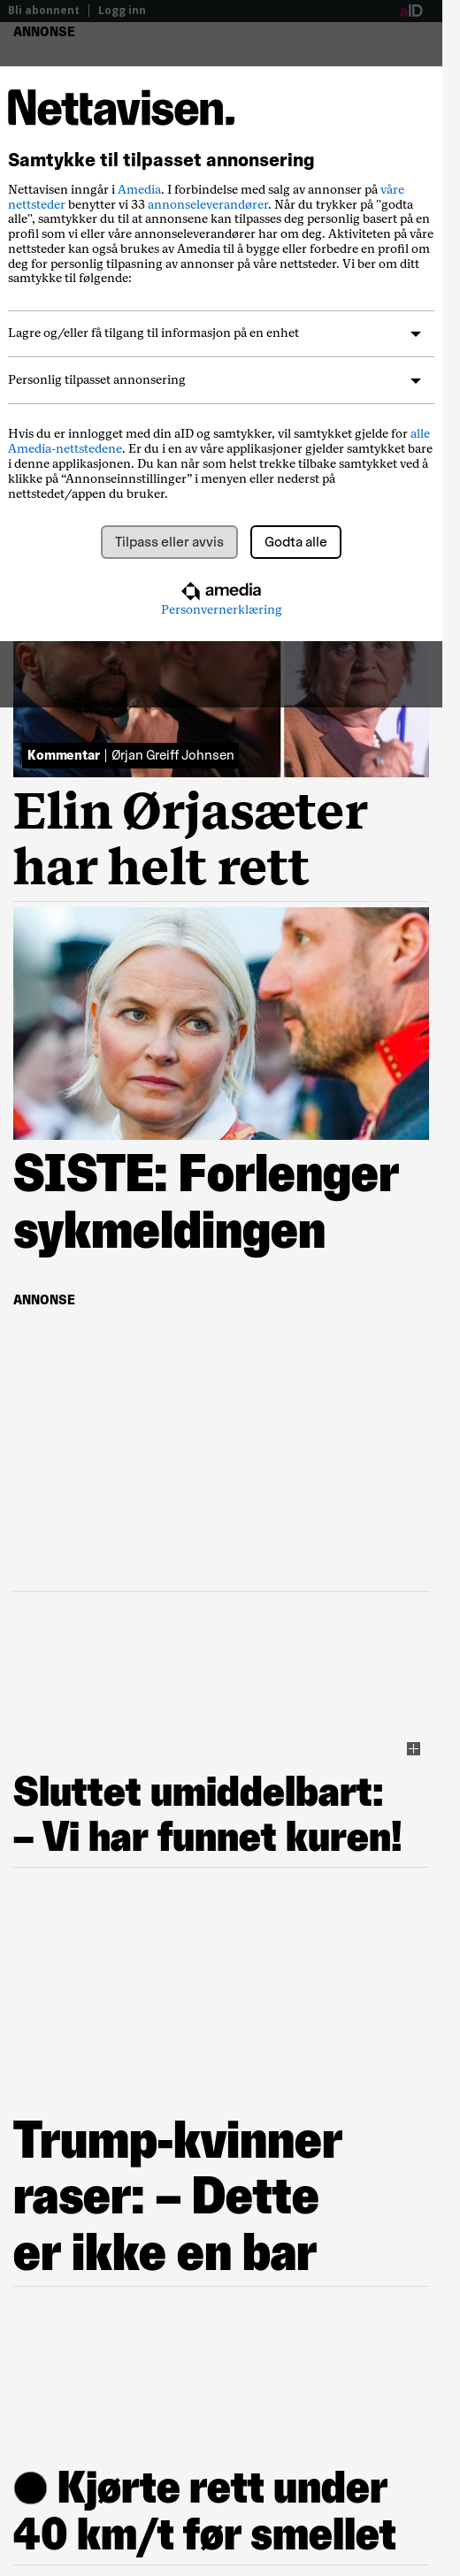 Bli abonnent | Logg inn
aID
ANNONSE
Nettavisen.
Samtykke til tilpasset annonsering
Nettavisen inngår i Amedia. I forbindelse med salg av annonser på våre
nettsteder benytter vi 33 annonseleverandører. Når du trykker på "godta
alle", samtykker du til at annonsene kan tilpasses deg personlig basert på en
profil som vi eller våre annonseleverandører har om deg. Aktiviteten på våre
nettsteder kan også brukes av Amedia til å bygge eller forbedre en profil om
deg for personlig tilpasning av annonser på våre nettsteder. Vi ber om ditt
samtykke til følgende:
Lagre og/eller få tilgang til informasjon på en enhet
Personlig tilpasset annonsering
Hvis du er innlogget med din aID og samtykker, vil samtykket gjelde for alle
Amedia-nettstedene. Er du i en av våre applikasjoner gjelder samtykket bare
i denne applikasjonen. Du kan når som helst trekke tilbake samtykket ved å
klikke på “Annonseinnstillinger” i menyen eller nederst på
nettstedet/appen du bruker.
Tilpass eller avvis
Godta alle
amedia
Personvernerklæring
Kommentar | Ørjan Greiff Johnsen
Elin Ørjasæter
har helt rett
SISTE: Forlenger
sykmeldingen
ANNONSE
Sluttet umiddelbart:
– Vi har funnet kuren!
Trump-kvinner
raser: – Dette
er ikke en bar
Kjørte rett under
40 km/t før smellet